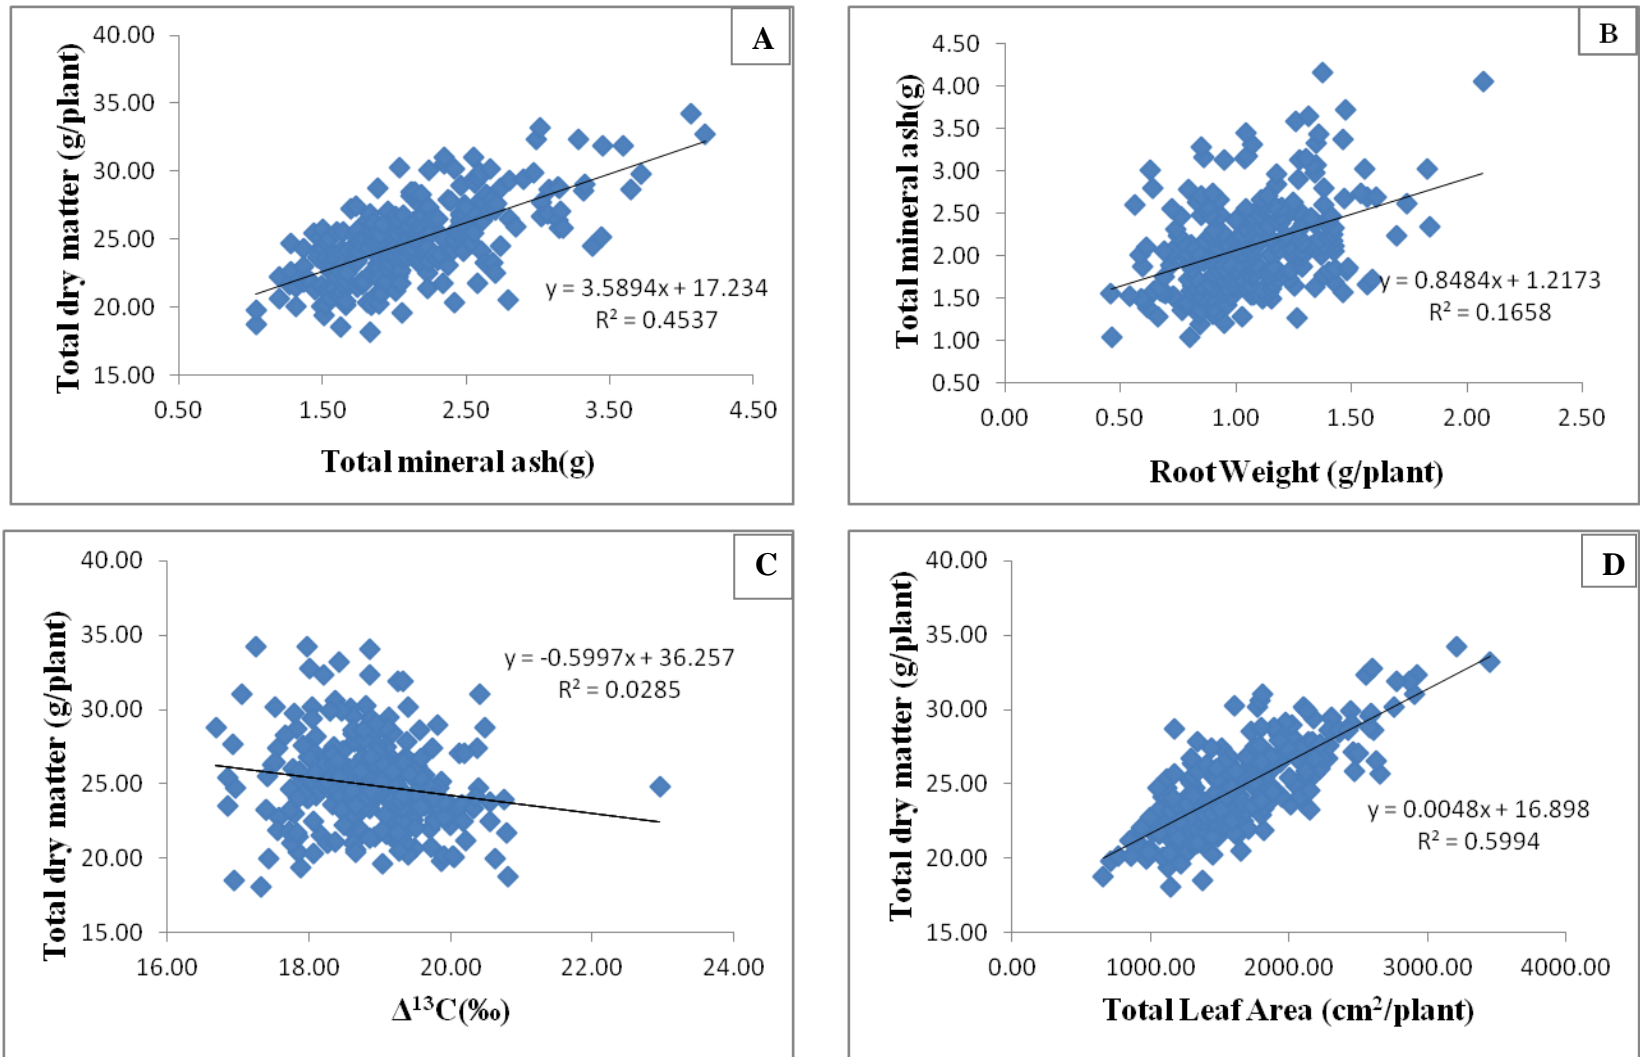 A
40.00
35.00
30.00
25.00
20.00
15.00
Total dry matter (g/plant)
y = 3.5894x + 17.234
R² = 0.4537
0.50 1.50 2.50 3.50 4.50
Total mineral ash(g)
B
4.50
4.00
3.50
3.00
2.50
2.00
1.50
1.00
0.50
Total mineral ash(g)
y = 0.8484x + 1.2173
R² = 0.1658
0.00 0.50 1.00 1.50 2.00 2.50
Root Weight (g/plant)
C
40.00
35.00
30.00
25.00
20.00
15.00
Total dry matter (g/plant)
y = -0.5997x + 36.257
R² = 0.0285
16.00 18.00 20.00 22.00 24.00
Δ¹³C(‰)
D
40.00
35.00
30.00
25.00
20.00
15.00
Total dry matter (g/plant)
y = 0.0048x + 16.898
R² = 0.5994
0.00 1000.00 2000.00 3000.00 4000.00
Total Leaf Area (cm²/plant)